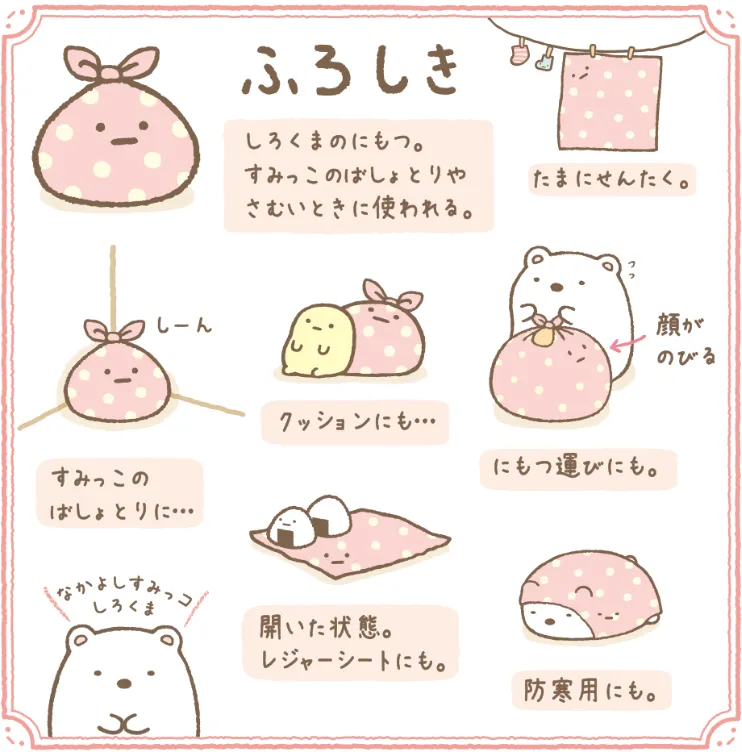 ふろしき
しろくまのにもつ。
すみっこのばしょとりや
さむいときに使われる。
たまにせんたく。
しーん
すみっこの
ばしょとりに…
クッションにも…
っ
っ
顔が
のびる
にもつ運びにも。
なかよしすみっコ
しろくま
開いた状態。
レジャーシートにも。
防寒用にも。